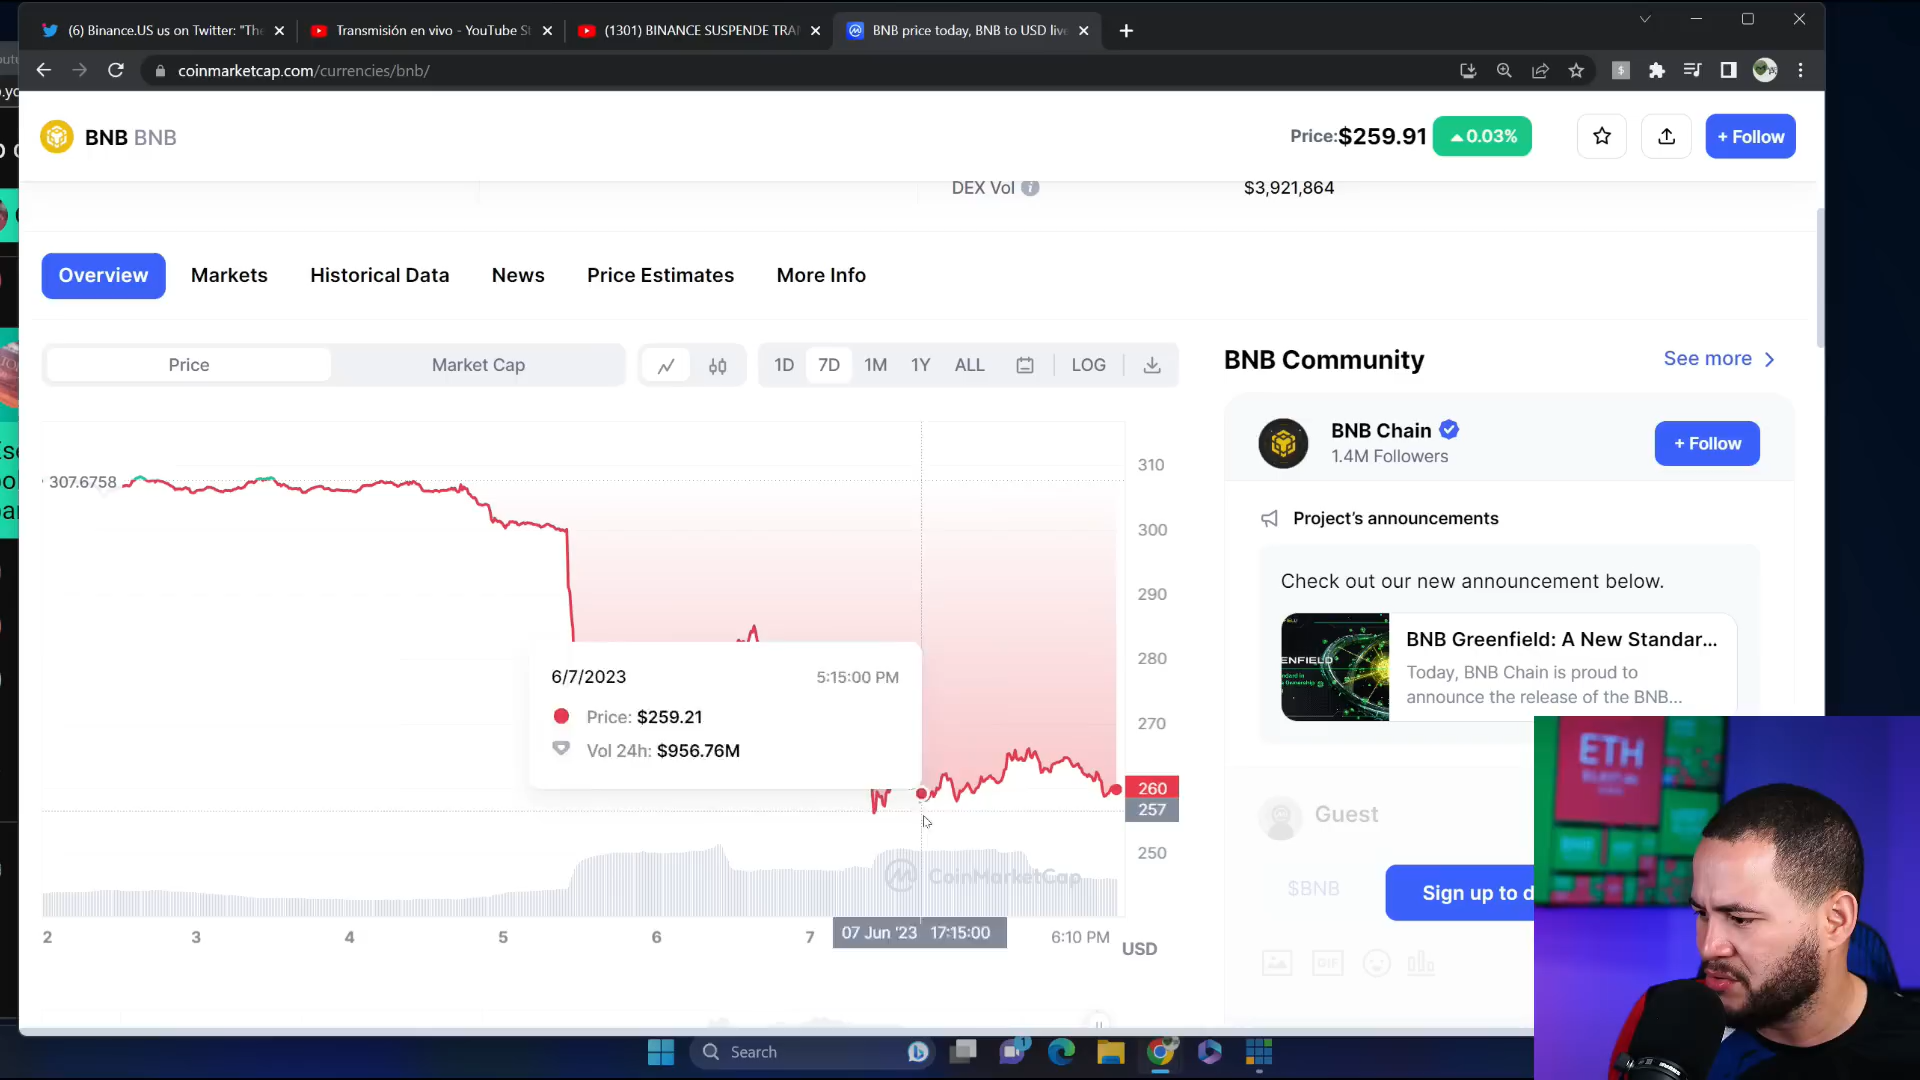 (6) Binance.US us on Twitter: "The
Transmisión en vivo - YouTube St
(1301) BINANCE SUSPENDE TRA
BNB price today, BNB to USD live
coinmarketcap.com/currencies/bnb/
BNB BNB
Price:$259.91
0.03%
+ Follow
DEX Vol
$3,921,864
Overview
Markets
Historical Data
News
Price Estimates
More Info
Price
Market Cap
1D
7D
1M
1Y
ALL
LOG
BNB Community
See more
BNB Chain
1.4M Followers
+ Follow
Project's announcements
Check out our new announcement below.
BNB Greenfield: A New Standar...
Today, BNB Chain is proud to
announce the release of the BNB...
307.6758
310
300
290
280
270
260
257
250
6/7/2023
5:15:00 PM
Price: $259.21
Vol 24h: $956.76M
CoinMarketCap
2
3
4
5
6
7
07 Jun '23 17:15:00
6:10 PM
USD
Guest
$BNB
Sign up to d
GIF
ETH
Search
1